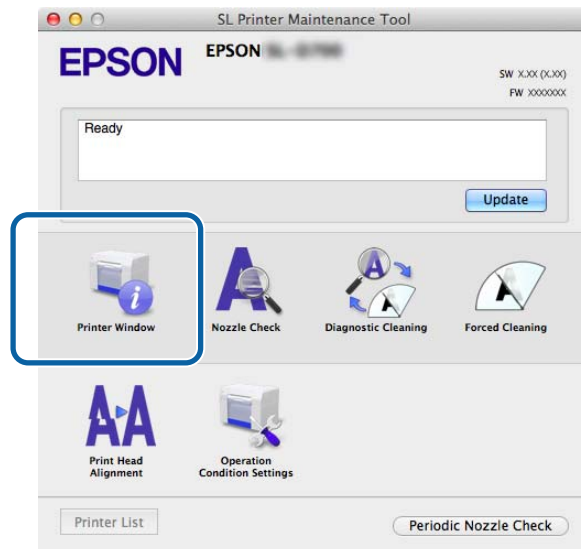 SL Printer Maintenance Tool
EPSON
EPSON
SW X.XX (X.XX)
FW XXXXXXX
Ready
Update
Printer Window
Nozzle Check
Diagnostic Cleaning
Forced Cleaning
Print Head
Alignment
Operation
Condition Settings
Printer List
Periodic Nozzle Check